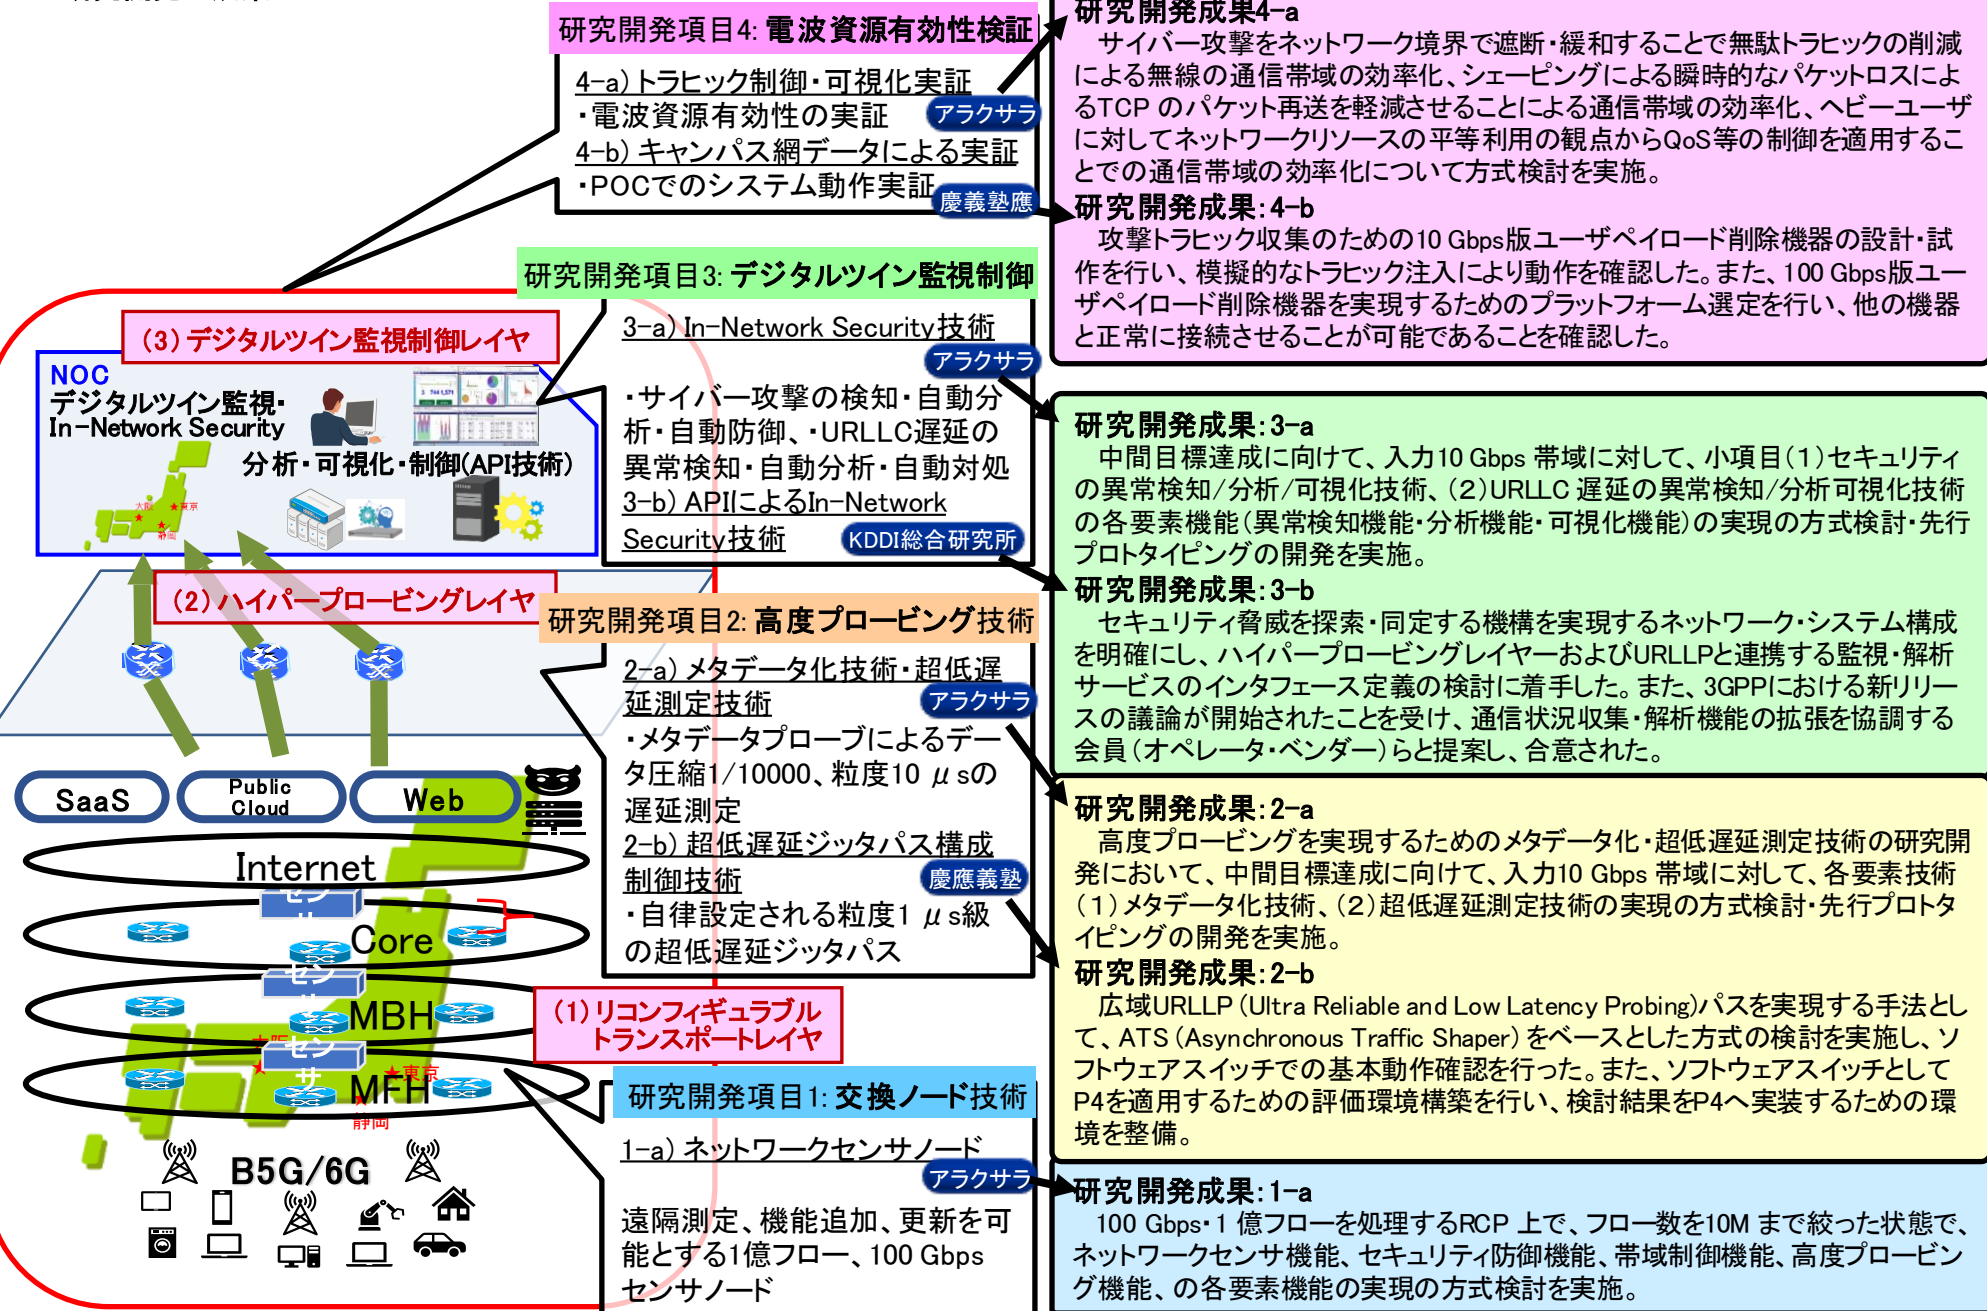 研究開発項目4: 電波資源有効性検証
4-a) トラヒック制御・可視化実証
・電波資源有効性の実証
アラクサラ
4-b) キャンパス網データによる実証
・POCでのシステム動作実証
慶義塾應
研究開発成果4-a
サイバー攻撃をネットワーク境界で遮断・緩和することで無駄トラヒックの削減
による無線の通信帯域の効率化、シェーピングによる瞬時的なパケットロスによ
るTCP のパケット再送を軽減させることによる通信帯域の効率化、ヘビーユーザ
に対してネットワークリソースの平等利用の観点からQoS等の制御を適用するこ
とでの通信帯域の効率化について方式検討を実施。
研究開発成果:4-b
攻撃トラヒック収集のための10 Gbps版ユーザペイロード削除機器の設計・試
作を行い、模擬的なトラヒック注入により動作を確認した。また、100 Gbps版ユー
ザペイロード削除機器を実現するためのプラットフォーム選定を行い、他の機器
と正常に接続させることが可能であることを確認した。
研究開発項目3: デジタルツイン監視制御
3-a) In-Network Security技術
アラクサラ
・サイバー攻撃の検知・自動分
析・自動防御、・URLLC遅延の
異常検知・自動分析・自動対処
3-b) APIによるIn-Network
Security技術
KDDI総合研究所
研究開発成果:3-a
中間目標達成に向けて、入力10 Gbps 帯域に対して、小項目(1)セキュリティ
の異常検知/分析/可視化技術、(2)URLLC 遅延の異常検知/分析可視化技術
の各要素機能(異常検知機能・分析機能・可視化機能)の実現の方式検討・先行
プロトタイピングの開発を実施。
研究開発成果:3-b
セキュリティ脅威を探索・同定する機構を実現するネットワーク・システム構成
を明確にし、ハイパープロービングレイヤーおよびURLLPと連携する監視・解析
サービスのインタフェース定義の検討に着手した。また、3GPPにおける新リリー
スの議論が開始されたことを受け、通信状況収集・解析機能の拡張を協調する
会員(オペレータ・ベンダー)らと提案し、合意された。
(3)デジタルツイン監視制御レイヤ
NOC
デジタルツイン監視・
In-Network Security
分析・可視化・制御(API技術)
大阪
★東京
静岡
(2)ハイパープロービングレイヤ
研究開発項目2: 高度プロービング技術
2-a) メタデータ化技術・超低遅
延測定技術
アラクサラ
・メタデータプローブによるデー
タ圧縮1/10000、粒度10 μsの
遅延測定
2-b) 超低遅延ジッタパス構成
制御技術
慶應義塾
・自律設定される粒度1 μs級
の超低遅延ジッタパス
研究開発成果:2-a
高度プロービングを実現するためのメタデータ化・超低遅延測定技術の研究開
発において、中間目標達成に向けて、入力10 Gbps 帯域に対して、各要素技術
(1)メタデータ化技術、(2)超低遅延測定技術の実現の方式検討・先行プロトタ
イピングの開発を実施。
研究開発成果:2-b
広域URLLP(Ultra Reliable and Low Latency Probing)パスを実現する手法とし
て、ATS(Asynchronous Traffic Shaper)をベースとした方式の検討を実施し、ソ
フトウェアスイッチでの基本動作確認を行った。また、ソフトウェアスイッチとして
P4を適用するための評価環境構築を行い、検討結果をP4へ実装するための環
境を整備。
SaaS
Public
Cloud
Web
Internet
センサ
Core
センサ
MBH
センサ
MFH
★東京
静岡
(1)リコンフィギュラブル
トランスポートレイヤ
B5G/6G
研究開発項目1: 交換ノード技術
1-a) ネットワークセンサノード
アラクサラ
遠隔測定、機能追加、更新を可
能とする1億フロー、100 Gbps
センサノード
研究開発成果:1-a
100 Gbps・1 億フローを処理するRCP 上で、フロー数を10M まで絞った状態で、
ネットワークセンサ機能、セキュリティ防御機能、帯域制御機能、高度プロービン
グ機能、の各要素機能の実現の方式検討を実施。